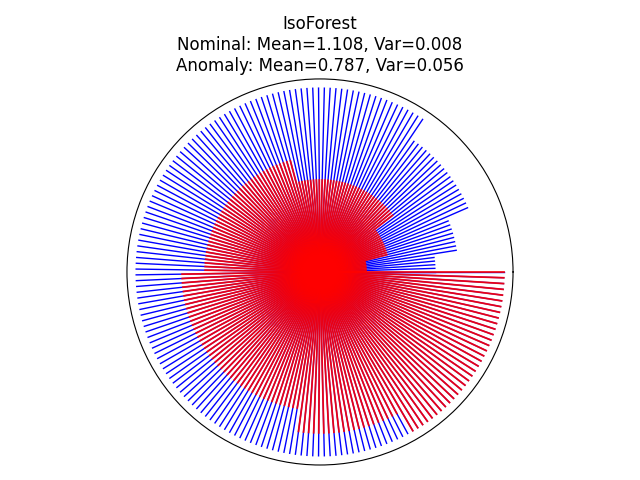 IsoForest
Nominal: Mean=1.108, Var=0.008
Anomaly: Mean=0.787, Var=0.056